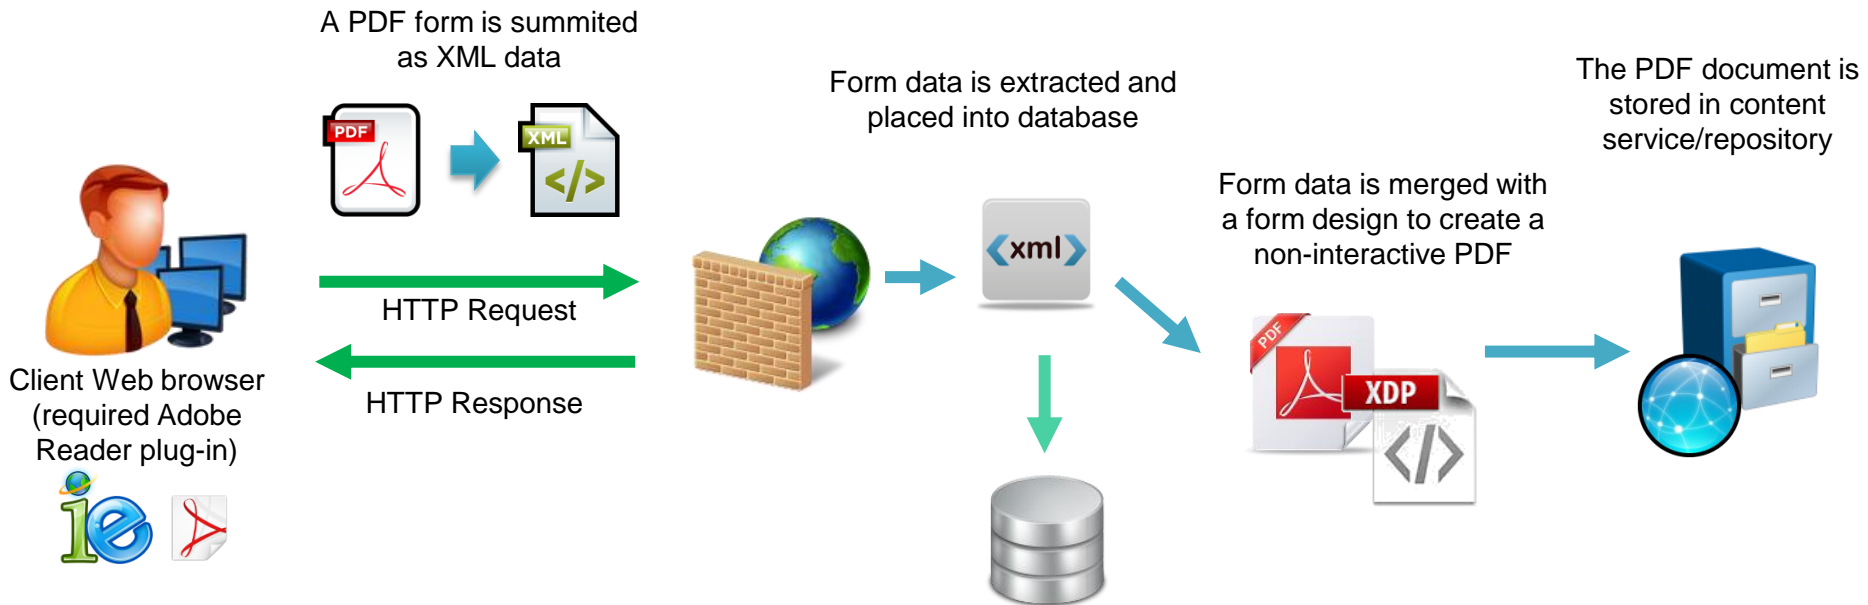 A PDF form is summited
as XML data
PDF
XML
</>
Form data is extracted and
placed into database
The PDF document is
stored in content
service/repository
Form data is merged with
a form design to create a
non-interactive PDF
<xml>
HTTP Request
HTTP Response
Client Web browser
(required Adobe
Reader plug-in)
ie
PDF
XDP
</>